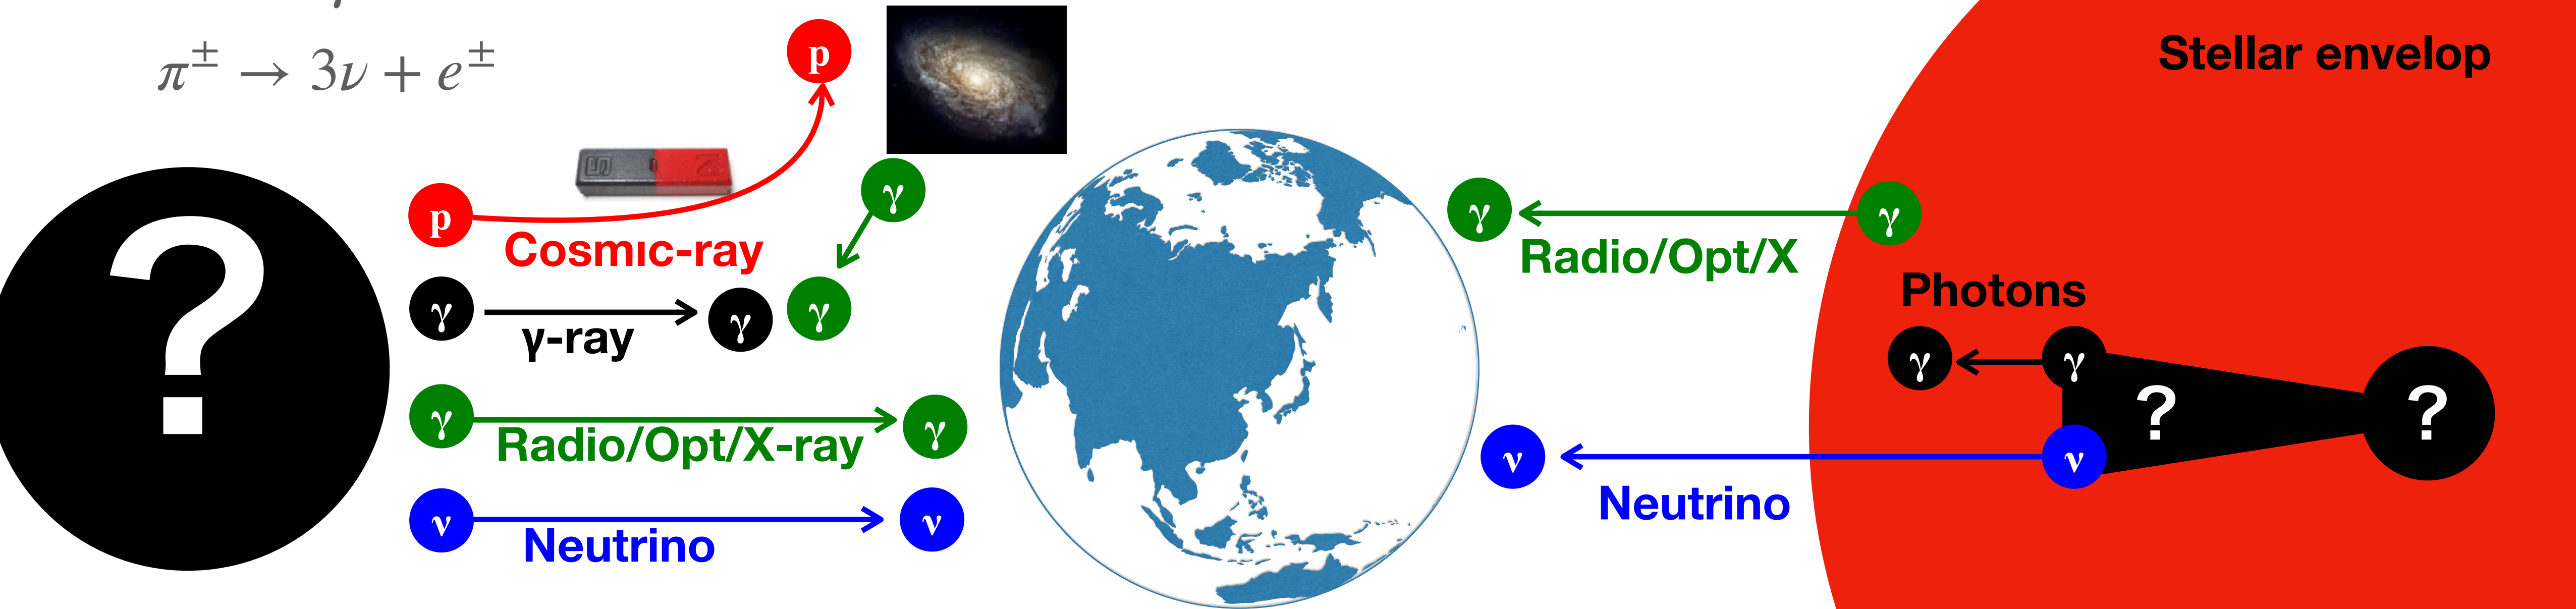 π± → 3ν + e±
Stellar envelop
p
S N
p
Cosmic-ray
γ
γ
γ
γ-ray
γ
γ
γ
Radio/Opt/X-ray
γ
ν
Neutrino
ν
?
γ
γ
Radio/Opt/X
Photons
γ
γ
?
?
ν
ν
Neutrino